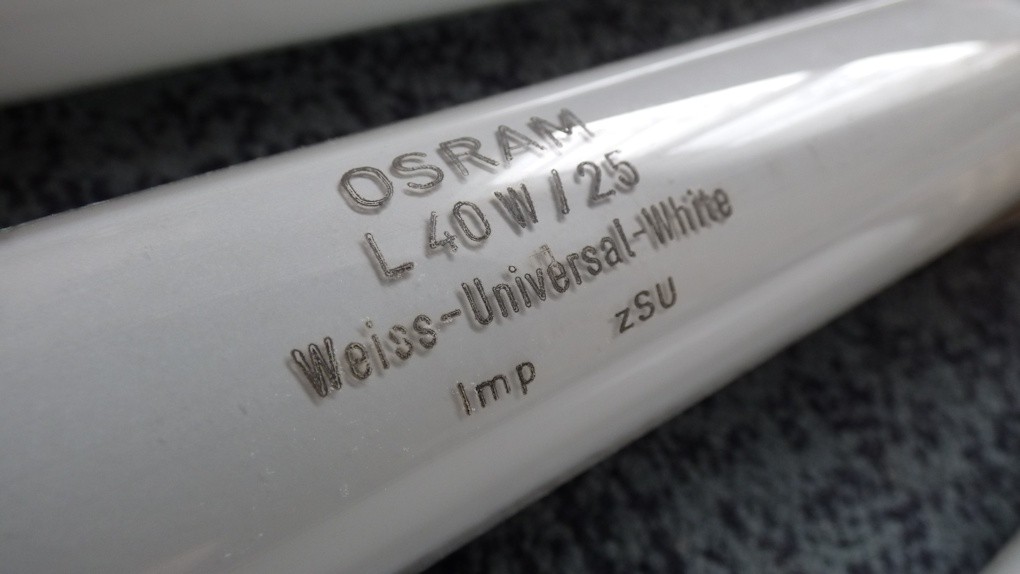 OSRAM
L 40 W / 25
Weiss-Universal-White
zSU
Imp